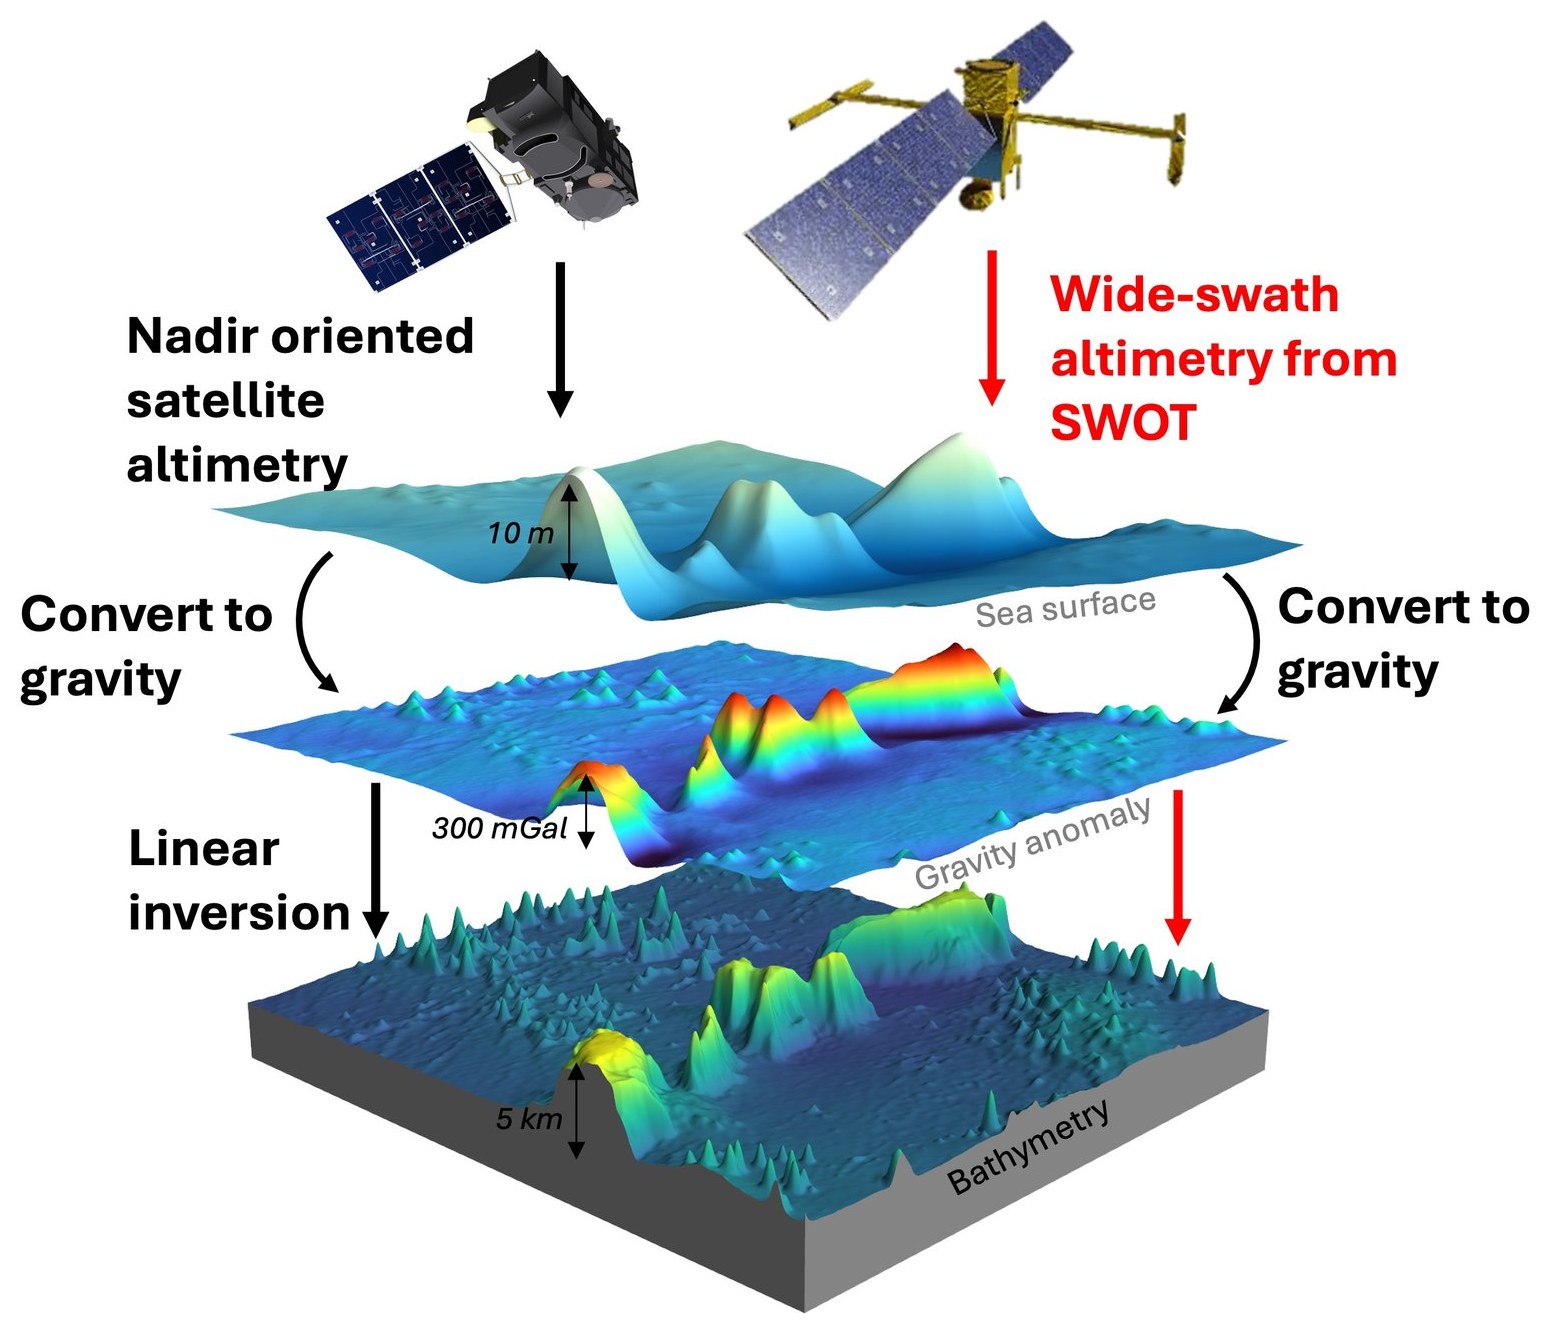 Nadir oriented
satellite
altimetry
Wide-swath
altimetry from
SWOT
10 m
Sea surface
Convert to
gravity
Convert to
gravity
300 mGal
Gravity anomaly
Linear
inversion
5 km
Bathymetry